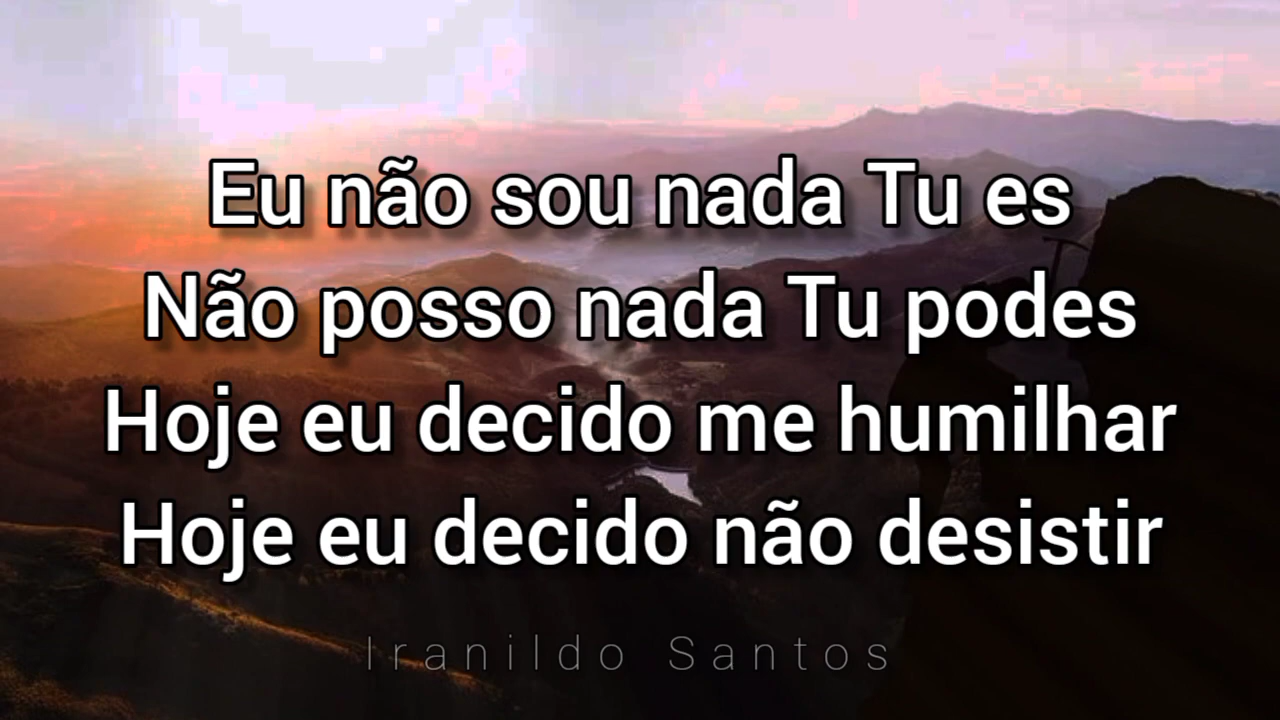 Eu não sou nada Tu es
Não posso nada Tu podes
Hoje eu decido me humilhar
Hoje eu decido não desistir
Iranildo Santos